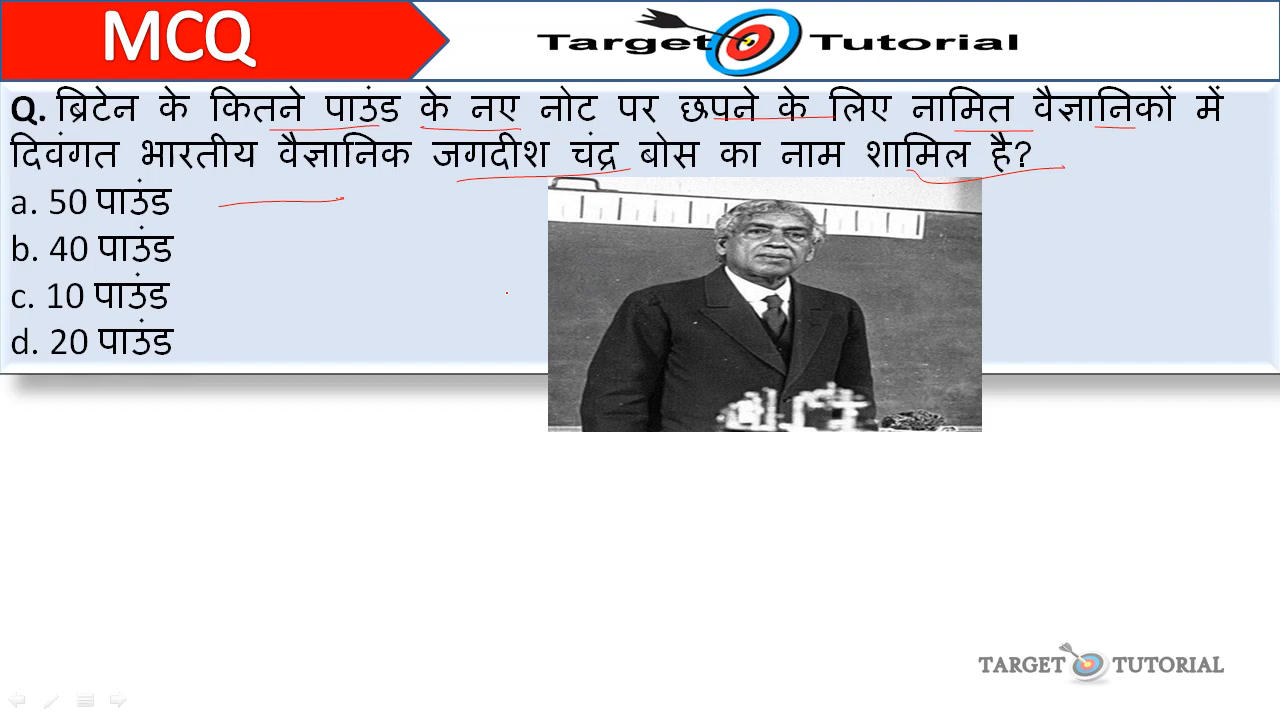 MCQ
Target Tutorial
Q. ब्रिटेन के कितने पाउंड के नए नोट पर छपने के लिए नामित वैज्ञानिकों में
दिवंगत भारतीय वैज्ञानिक जगदीश चंद्र बोस का नाम शामिल है?
a. 50 पाउंड
b. 40 पाउंड
c. 10 पाउंड
d. 20 पाउंड
TARGET TUTORIAL